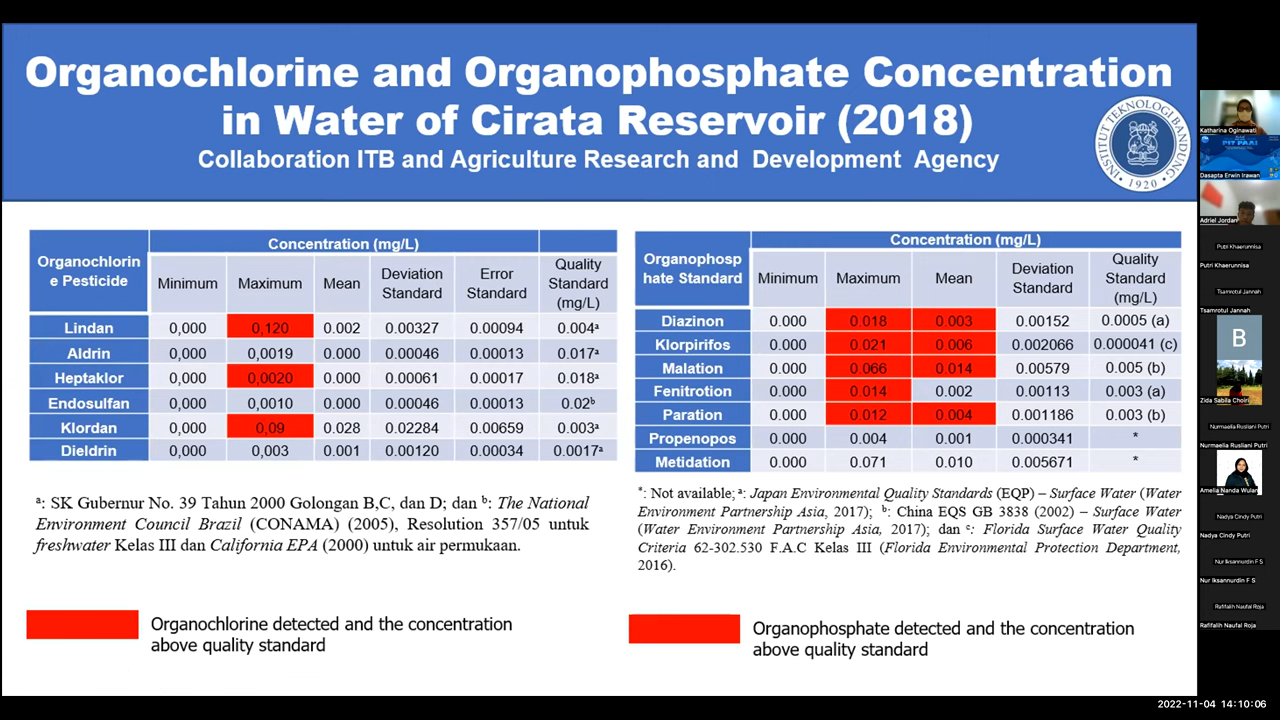 Organochlorine and Organophosphate Concentration
in Water of Cirata Reservoir (2018)
Collaboration ITB and Agriculture Research and Development Agency
INSTITUT TEKNOLOGI BANDUNG
1920
Organochlorin
e Pesticide
Concentration (mg/L)
Minimum Maximum Mean Deviation Standard Error Standard Quality Standard (mg/L)
Lindan 0,000 0,120 0.002 0.00327 0.00094 0.004ᵃ
Aldrin 0,000 0,0019 0.000 0.00046 0.00013 0.017ᵃ
Heptaklor 0,000 0,0020 0.000 0.00061 0.00017 0.018ᵃ
Endosulfan 0,000 0,0010 0.000 0.00046 0.00013 0.02ᵇ
Klordan 0,000 0,09 0.028 0.02284 0.00659 0.003ᵃ
Dieldrin 0,000 0,003 0.001 0.00120 0.00034 0.0017ᵃ
ᵃ: SK Gubernur No. 39 Tahun 2000 Golongan B,C, dan D; dan ᵇ: The National
Environment Council Brazil (CONAMA) (2005), Resolution 357/05 untuk
freshwater Kelas III dan California EPA (2000) untuk air permukaan.
Organochlorine detected and the concentration
above quality standard
Organophosp
hate Standard
Concentration (mg/L)
Minimum Maximum Mean Deviation Standard Quality Standard (mg/L)
Diazinon 0.000 0.018 0.003 0.00152 0.0005 (a)
Klorpirifos 0.000 0.021 0.006 0.002066 0.000041 (c)
Malation 0.000 0.066 0.014 0.00579 0.005 (b)
Fenitrotion 0.000 0.014 0.002 0.00113 0.003 (a)
Paration 0.000 0.012 0.004 0.001186 0.003 (b)
Propenopos 0.000 0.004 0.001 0.000341 *
Metidation 0.000 0.071 0.010 0.005671 *
*: Not available; ᵃ: Japan Environmental Quality Standards (EQP) – Surface Water (Water
Environment Partnership Asia, 2017); ᵇ: China EQS GB 3838 (2002) – Surface Water
(Water Environment Partnership Asia, 2017); dan ᶜ: Florida Surface Water Quality
Criteria 62-302.530 F.A.C Kelas III (Florida Environmental Protection Department,
2016).
Organophosphate detected and the concentration
above quality standard
Katharina Oginawati
PIT PAAI
Dasapta Erwin Irawan
Adriel Jordan
Putri Khaerunnisa
Putri Khaerunnisa
Tsamrotul Jannah
Tsamrotul Jannah
B
Zida Sabila Choiri
Nurmaelia Rusliani Putri
Nurmaelia Rusliani Putri
Amelia Nanda Wulan
Nadya Cindy Putri
Nadya Cindy Putri
Nur Iksannurdin F S
Nur Iksannurdin F S
Rafifalih Naufal Roja
Rafifalih Naufal Roja
2022-11-04 14:10:06